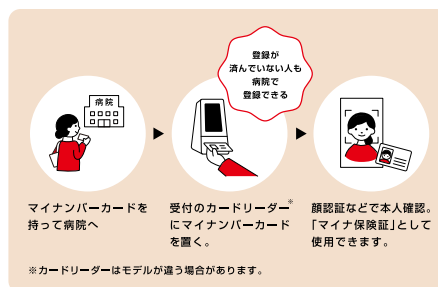 登録が
済んでいない人も
病院で
登録できる
病院
マイナンバーカードを
持って病院へ
受付のカードリーダー※
にマイナンバーカード
を置く。
顔認証などで本人確認。
「マイナ保険証」として
使用できます。
※カードリーダーはモデルが違う場合があります。